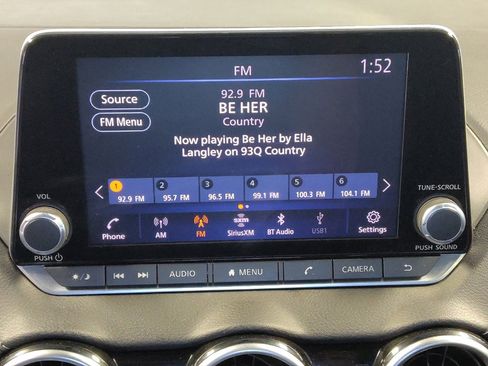 FM
1:52
Source
FM Menu
92.9 FM
BE HER
Country
Now playing Be Her by Ella
Langley on 93Q Country
1 2 3 4 5 6
92.9 FM 95.7 FM 96.5 FM 99.1 FM 100.3 FM 104.1 FM
VOL
TUNE·SCROLL
Phone AM FM SiriusXM BT Audio USB1 Settings
sxm
PUSH
PUSH SOUND
AUDIO MENU CAMERA